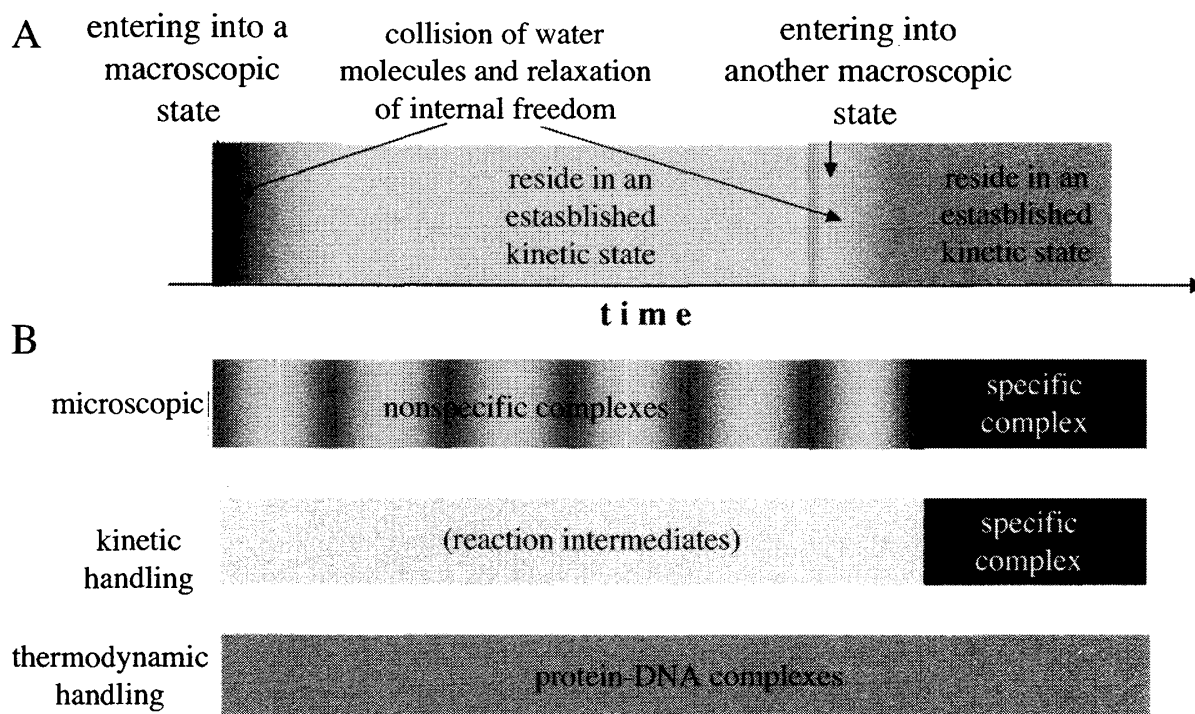 A
entering into a
macroscopic
state
collision of water
molecules and relaxation
of internal freedom
entering into
another macroscopic
state
reside in an
estasblished
kinetic state
reside in an
estasblished
kinetic state
time
B
microscopic
nonspecific complexes
specific
complex
kinetic
handling
(reaction intermediates)
specific
complex
thermodynamic
handling
protein-DNA complexes